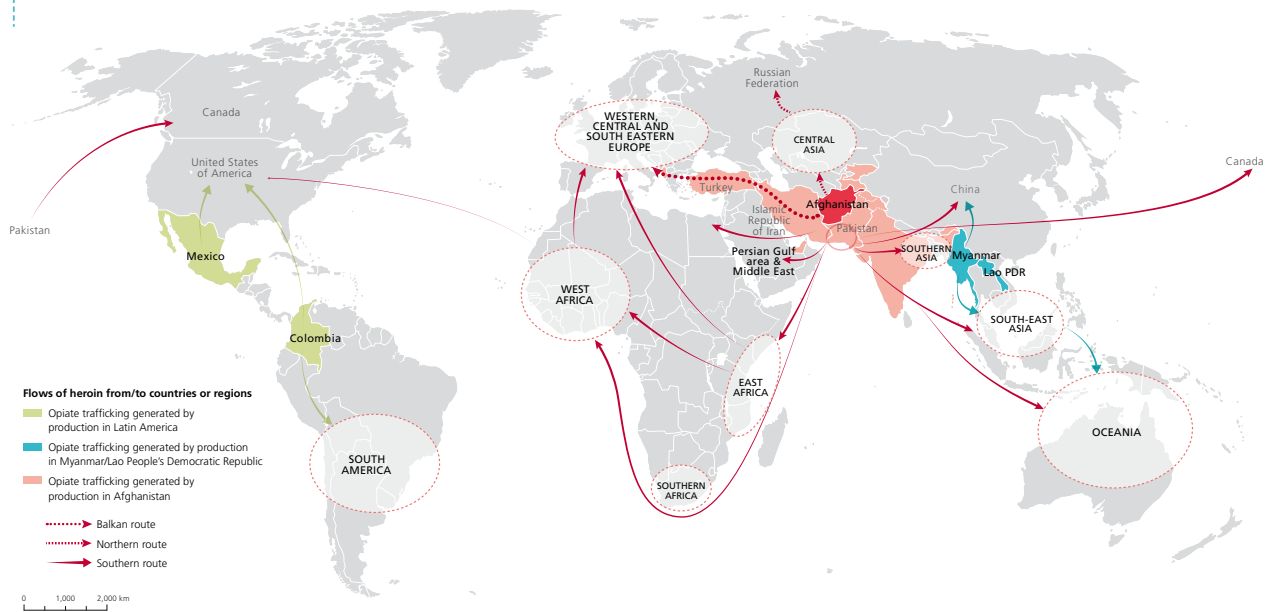 Russian
Federation
Canada
WESTERN,
CENTRAL AND
SOUTH EASTERN
EUROPE
CENTRAL
ASIA
United States
of America
Canada
Turkey
China
Afghanistan
Islamic
Republic
of Iran
Pakistan
Pakistan
Mexico
Persian Gulf
area &
Middle East
SOUTHERN
ASIA
Myanmar
Lao PDR
WEST
AFRICA
SOUTH-EAST
ASIA
Colombia
EAST
AFRICA
OCEANIA
SOUTH
AMERICA
SOUTHERN
AFRICA
Flows of heroin from/to countries or regions
Opiate trafficking generated by
production in Latin America
Opiate trafficking generated by production
in Myanmar/Lao People's Democratic Republic
Opiate trafficking generated by
production in Afghanistan
Balkan route
Northern route
Southern route
0 1,000 2,000 km